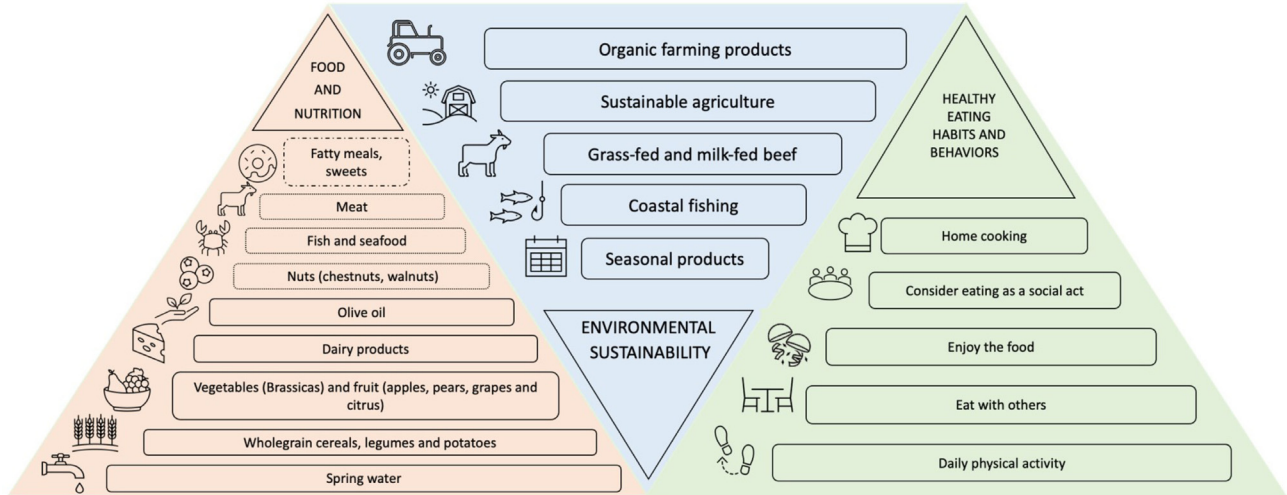 FOOD
AND
NUTRITION
Fatty meals,
sweets
Meat
Fish and seafood
Nuts (chestnuts, walnuts)
Olive oil
Dairy products
Vegetables (Brassicas) and fruit (apples, pears, grapes and
citrus)
Wholegrain cereals, legumes and potatoes
Spring water
Organic farming products
Sustainable agriculture
Grass-fed and milk-fed beef
Coastal fishing
Seasonal products
ENVIRONMENTAL
SUSTAINABILITY
HEALTHY
EATING
HABITS AND
BEHAVIORS
Home cooking
Consider eating as a social act
Enjoy the food
Eat with others
Daily physical activity